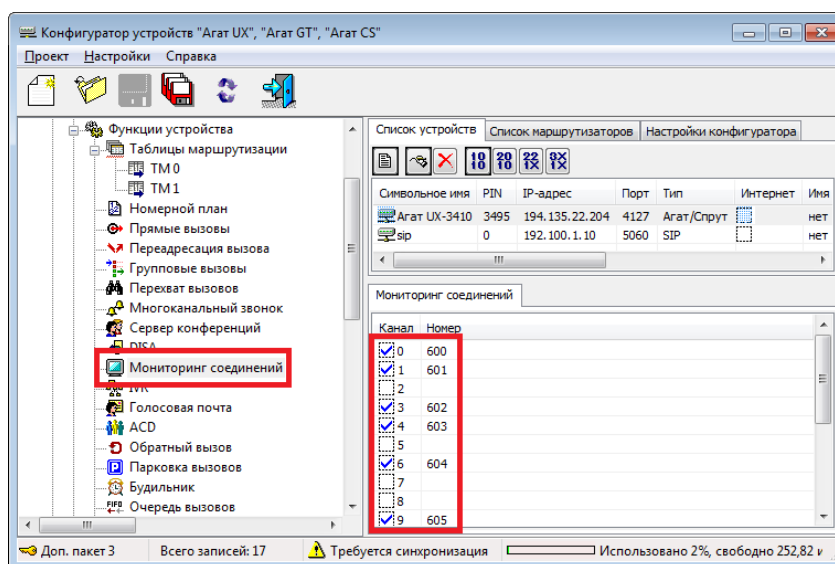 Конфигуратор устройств "Агат UX", "Агат GT", "Агат CS"
Проект Настройки Справка
Функции устройства
Таблицы маршрутизации
TM 0
TM 1
Номерной план
Прямые вызовы
Переадресация вызова
Групповые вызовы
Перехват вызовов
Многоканальный звонок
Сервер конференций
DISA
Мониторинг соединений
IVR
Голосовая почта
ACD
Обратный вызов
Парковка вызовов
Будильник
Очередь вызовов
Список устройств Список маршрутизаторов Настройки конфигуратора
Символьное имя PIN IP-адрес Порт Тип Интернет Имя
Агат UX-3410 3495 194.135.22.204 4127 Агат/Спрут нет
sip 0 192.100.1.10 5060 SIP нет
Мониторинг соединений
Канал Номер
0 600
1 601
2
3 602
4 603
5
6 604
7
8
9 605
Доп. пакет 3 Всего записей: 17 Требуется синхронизация Использовано 2%, свободно 252,82